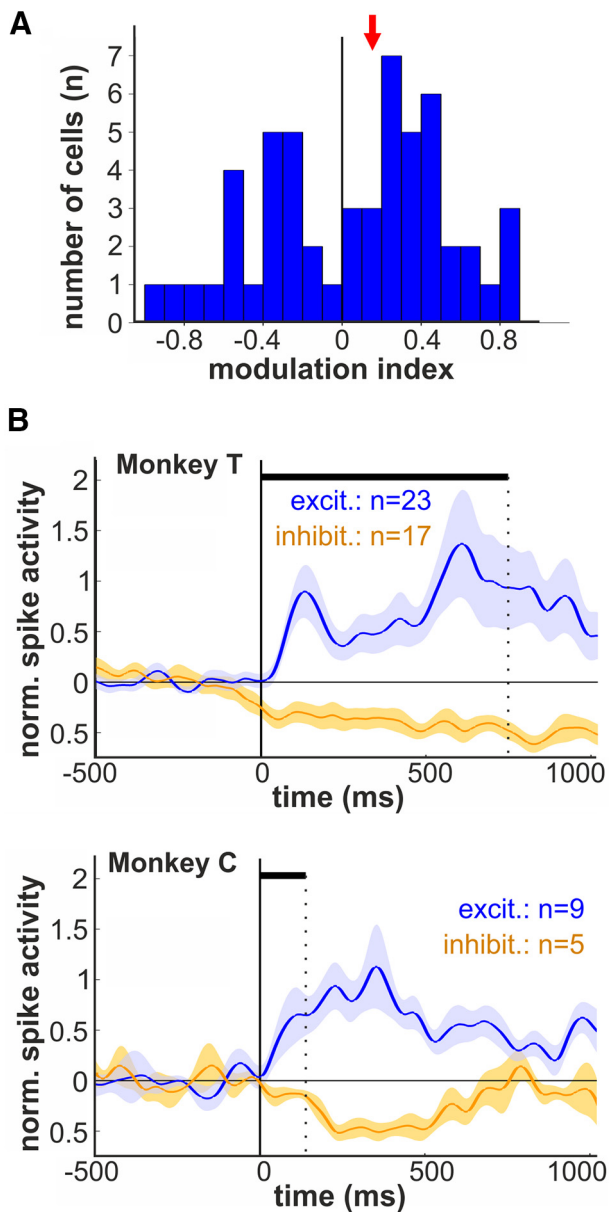 A
number of cells (n)
7
6
5
4
3
2
1
0
-0.8 -0.4 0 0.4 0.8
modulation index
B
Monkey T
norm. spike activity
2
1.5
1
0.5
0
0.5
excit.: n=23
inhibit.: n=17
-500 0 500 1000
time (ms)
Monkey C
norm. spike activity
2
1.5
1
0.5
0
0.5
excit.: n=9
inhibit.: n=5
-500 0 500 1000
time (ms)